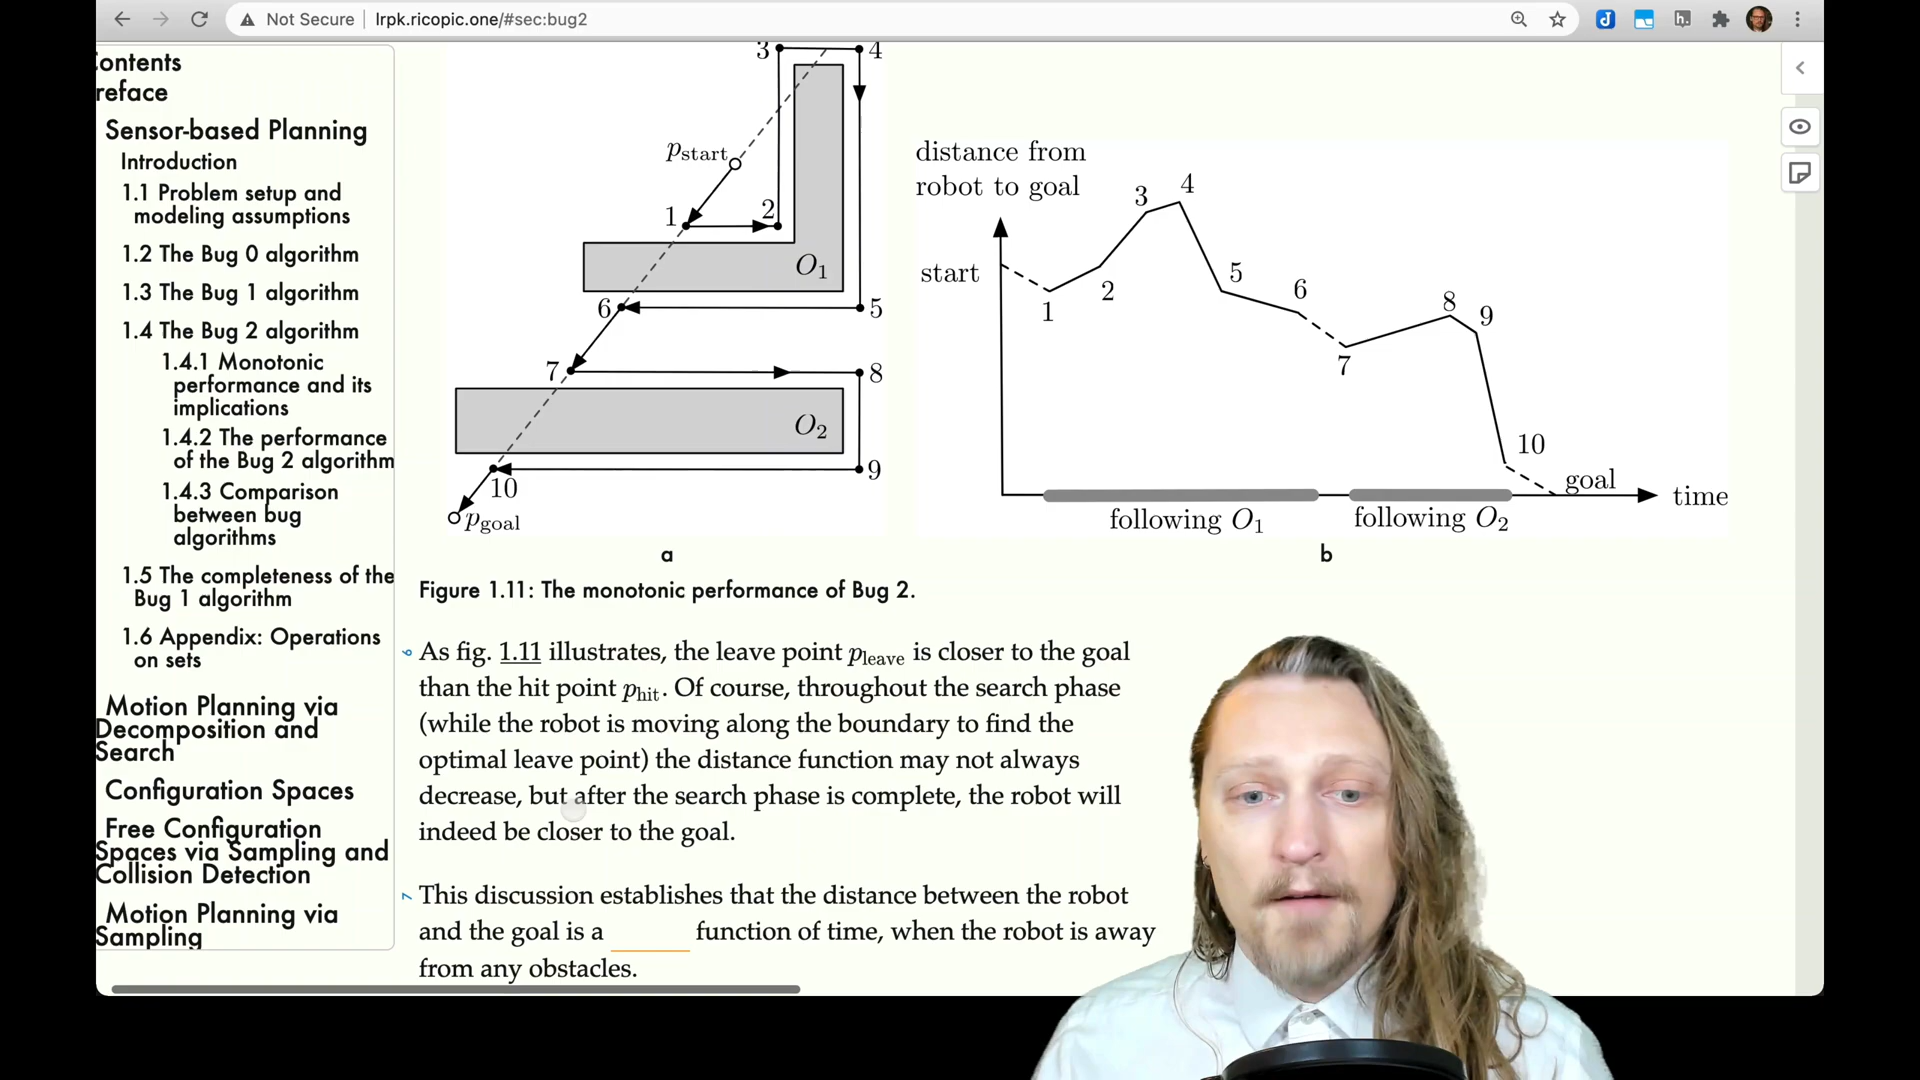 Not Secure | lrpk.ricopic.one/#sec:bug2
ontents
reface
Sensor-based Planning
Introduction
1.1 Problem setup and
modeling assumptions
1.2 The Bug 0 algorithm
1.3 The Bug 1 algorithm
1.4 The Bug 2 algorithm
1.4.1 Monotonic
performance and its
implications
1.4.2 The performance
of the Bug 2 algorithm
1.4.3 Comparison
between bug
algorithms
1.5 The completeness of the
Bug 1 algorithm
1.6 Appendix: Operations
on sets
Motion Planning via
Decomposition and
Search
Configuration Spaces
Free Configuration
Spaces via Sampling and
Collision Detection
Motion Planning via
Sampling
3 4
pstart
1 2
O1
6 5
7 8
O2
9
10
pgoal
a
distance from
robot to goal
3 4
start
1 2 5 6
7 8 9
10
goal
time
following O1 following O2
b
Figure 1.11: The monotonic performance of Bug 2.
6 As fig. 1.11 illustrates, the leave point pleave is closer to the goal
than the hit point phit. Of course, throughout the search phase
(while the robot is moving along the boundary to find the
optimal leave point) the distance function may not always
decrease, but after the search phase is complete, the robot will
indeed be closer to the goal.
7 This discussion establishes that the distance between the robot
and the goal is a ______ function of time, when the robot is away
from any obstacles.